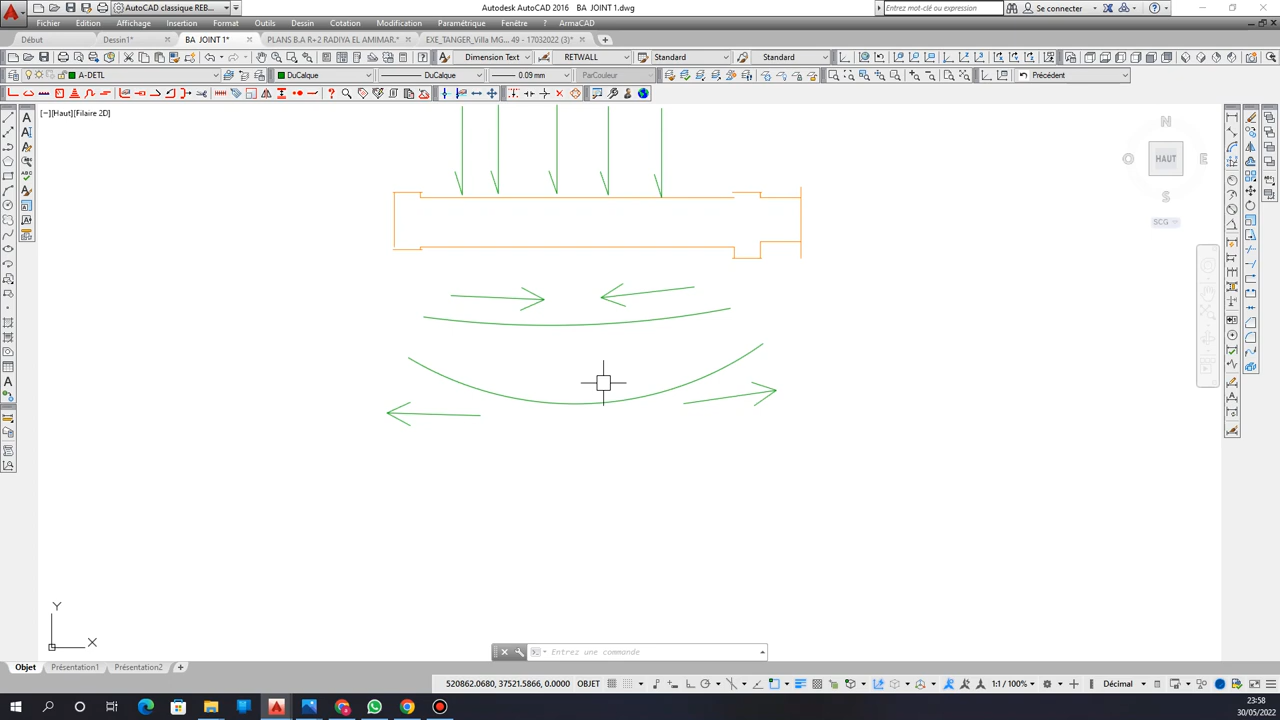 AutoCAD classique REB...
Autodesk AutoCAD 2016 BA_JOINT 1.dwg
Entrez mot-clé ou expression
Se connecter
Fichier Edition Affichage Insertion Format Outils Dessin Cotation Modification Paramétrique Fenêtre ? ArmaCAD
Début Dessin1* BA JOINT 1* PLANS B.A R+2 RADIYA EL AMIMAR.* EXE_TANGER_Villa MG... 49 - 17032022 (3)*
Dimension Text RETWALL Standard Standard
A-DETL DuCalque DuCalque 0.09 mm ParCouleur Précédent
[−][Haut][Filaire 2D]
N
O HAUT E
S
SCG
Y
X
Entrez une commande
Objet Présentation1 Présentation2
520862.0680, 37521.5866, 0.0000 OBJET 1:1 / 100% Décimal
23:58
30/05/2022